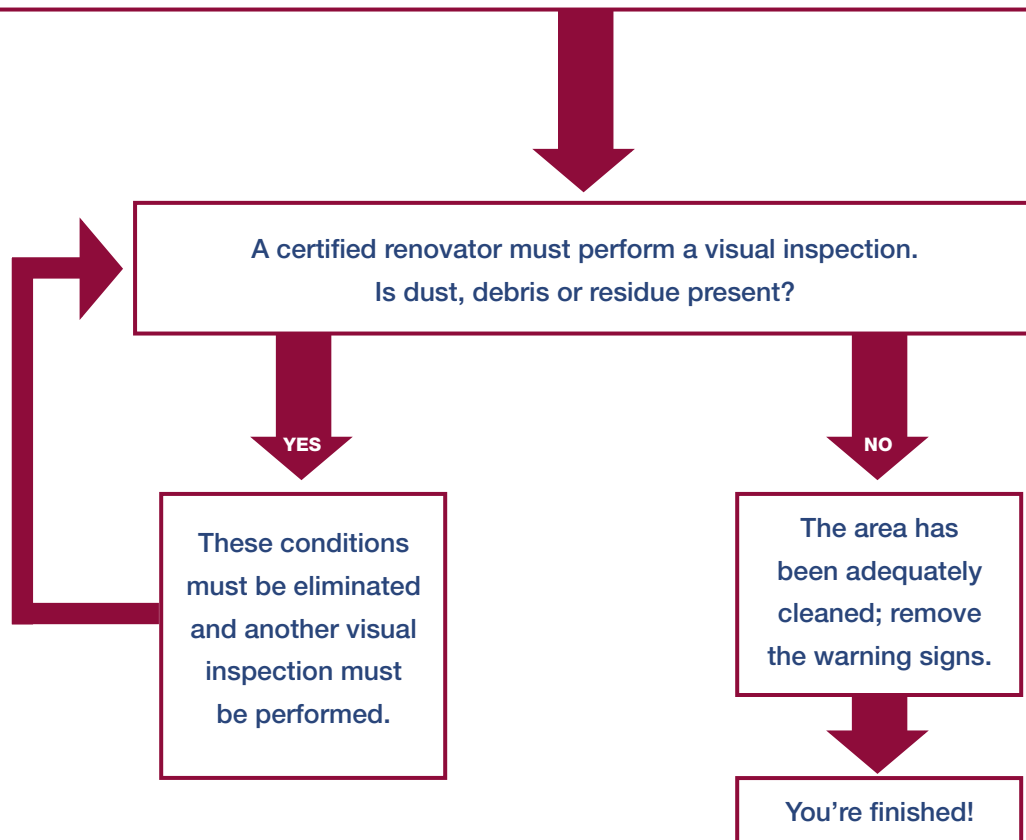 A certified renovator must perform a visual inspection.
Is dust, debris or residue present?
YES
NO
These conditions
must be eliminated
and another visual
inspection must
be performed.
The area has
been adequately
cleaned; remove
the warning signs.
You're finished!